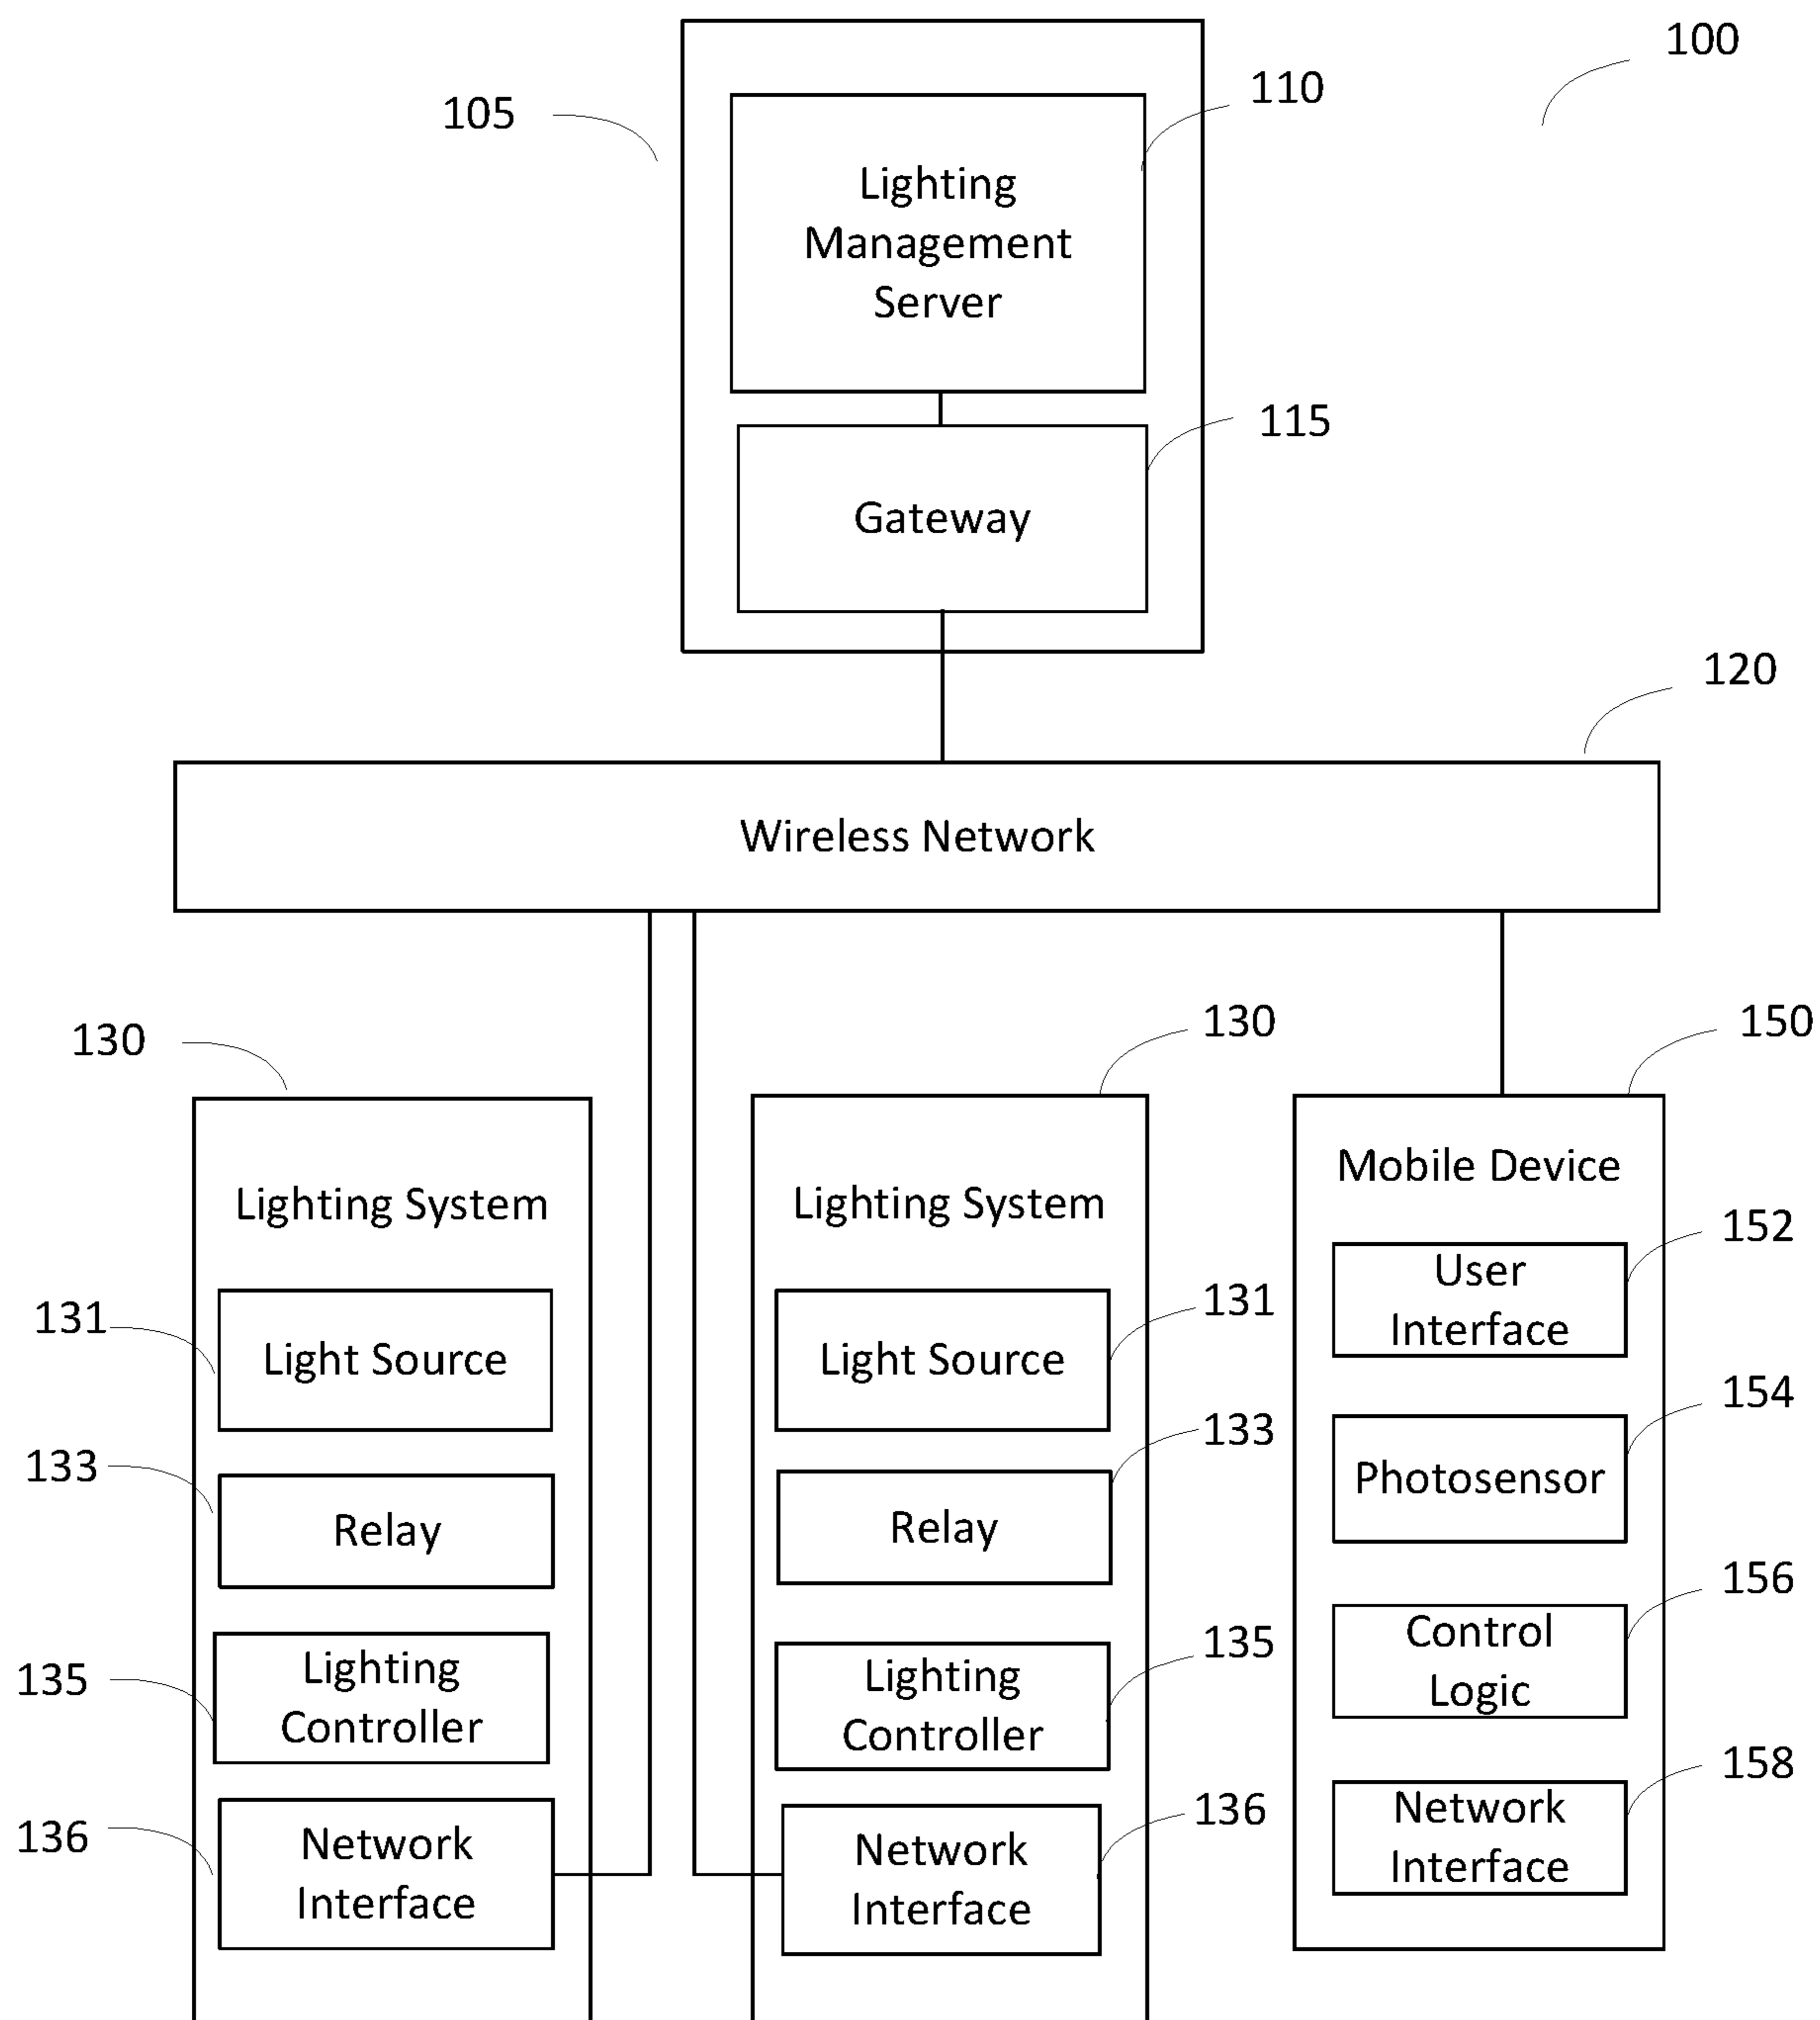 100
105
110
Lighting
Management
Server
115
Gateway
120
Wireless Network
130
130
150
Lighting System
Lighting System
Mobile Device
131
Light Source
131
Light Source
152
User
Interface
133
Relay
133
Relay
154
Photosensor
135
Lighting
Controller
135
Lighting
Controller
156
Control
Logic
136
Network
Interface
136
Network
Interface
158
Network
Interface